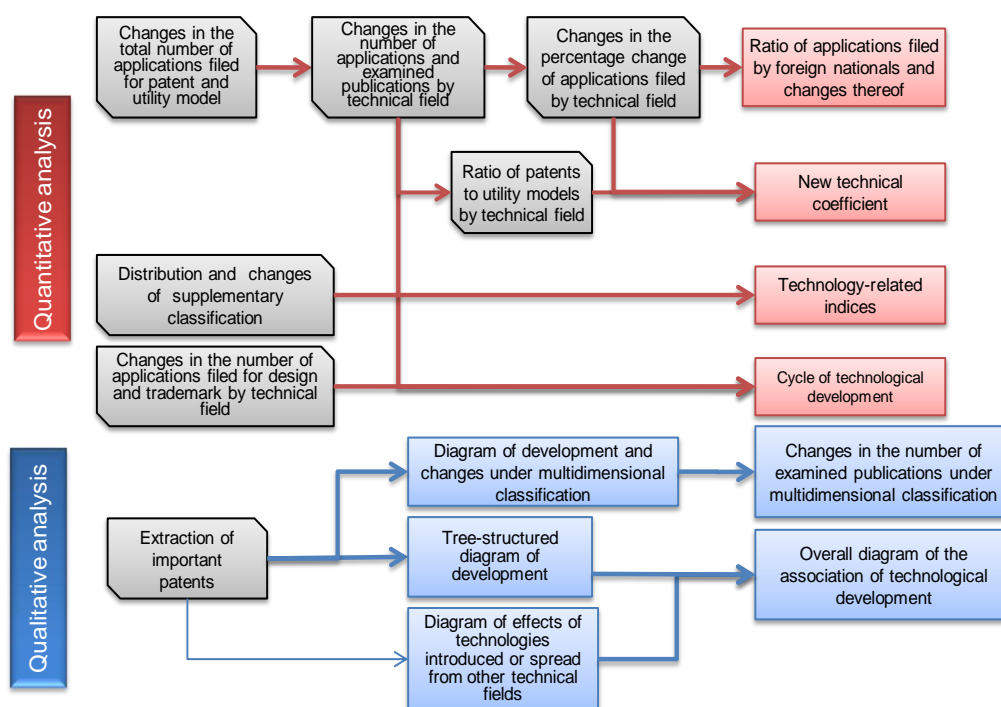 Quantitative analysis
Changes in the
total number of
applications filed
for patent and
utility model
Changes in the
number of
applications and
examined
publications by
technical field
Changes in the
percentage change
of applications
filed by technical
field
Ratio of applications filed
by foreign nationals and
changes thereof
Ratio of patents
to utility models
by technical field
New technical
coefficient
Distribution and changes
of supplementary
classification
Technology-related
indices
Changes in the number of
applications filed for design
and trademark by technical
field
Cycle of technological
development
Qualitative analysis
Extraction of
important
patents
Diagram of development and
changes under multidimensional
classification
Changes in the number of
examined publications under
multidimensional classification
Tree-structured
diagram of
development
Overall diagram of the
association of technological
development
Diagram of effects of
technologies
introduced or spread
from other technical
fields